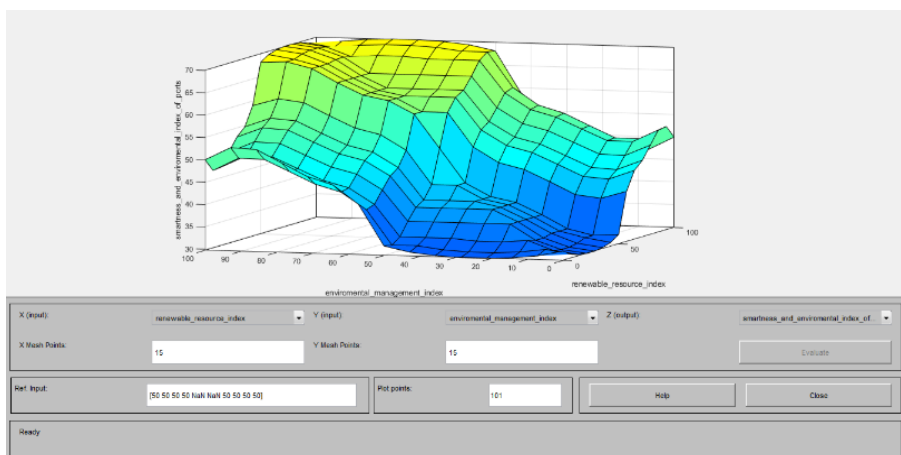 70
65
60
55
50
45
40
35
30
smartness_and_enviromental_index_of_ports
100
90
80
70
60
50
40
30
20
10
0
enviromental_management_index
0
50
100
renewable_resource_index
X (input):
renewable_resource_index
Y (input)
enviromental_management_index
Z (output):
smartness_and_enviromental_index_of...
X Mesh Points:
15
Y Mesh Points:
15
Evaluate
Ref. Input:
[50 50 50 50 NaN NaN 50 50 50 50]
Plot points:
101
Help
Close
Ready